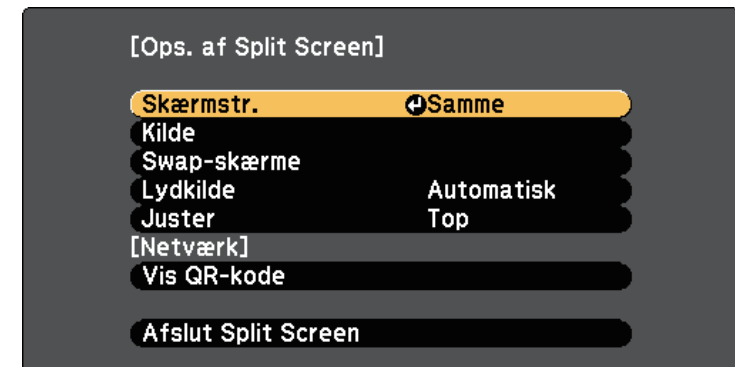 [Ops. af Split Screen]
Skærmstr. Samme
Kilde
Swap-skærme
Lydkilde Automatisk
Juster Top
[Netværk]
Vis QR-kode
Afslut Split Screen